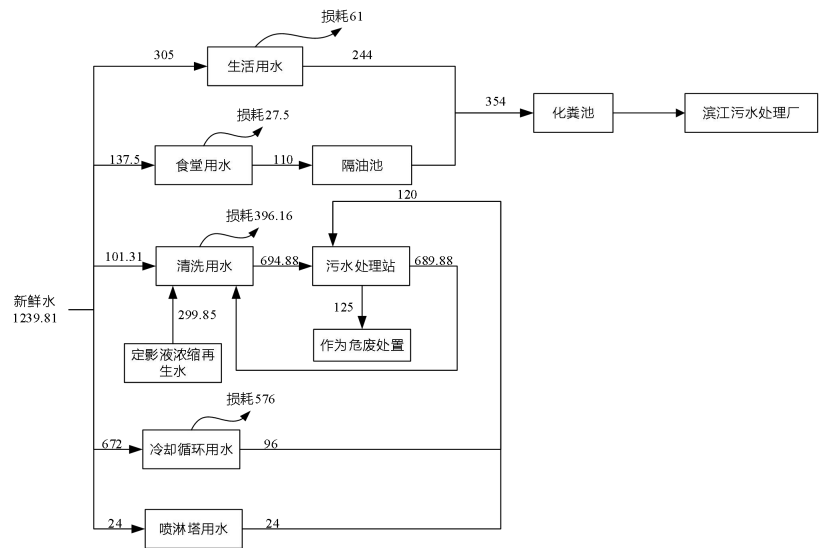 损耗61
305
生活用水
244
354
化粪池
滨江污水处理厂
损耗27.5
137.5
食堂用水
110
隔油池
120
损耗396.16
101.31
清洗用水
694.88
污水处理站
689.88
新鲜水
1239.81
299.85
125
定影液浓缩再
生水
作为危废处置
损耗576
672
冷却循环用水
96
24
喷淋塔用水
24